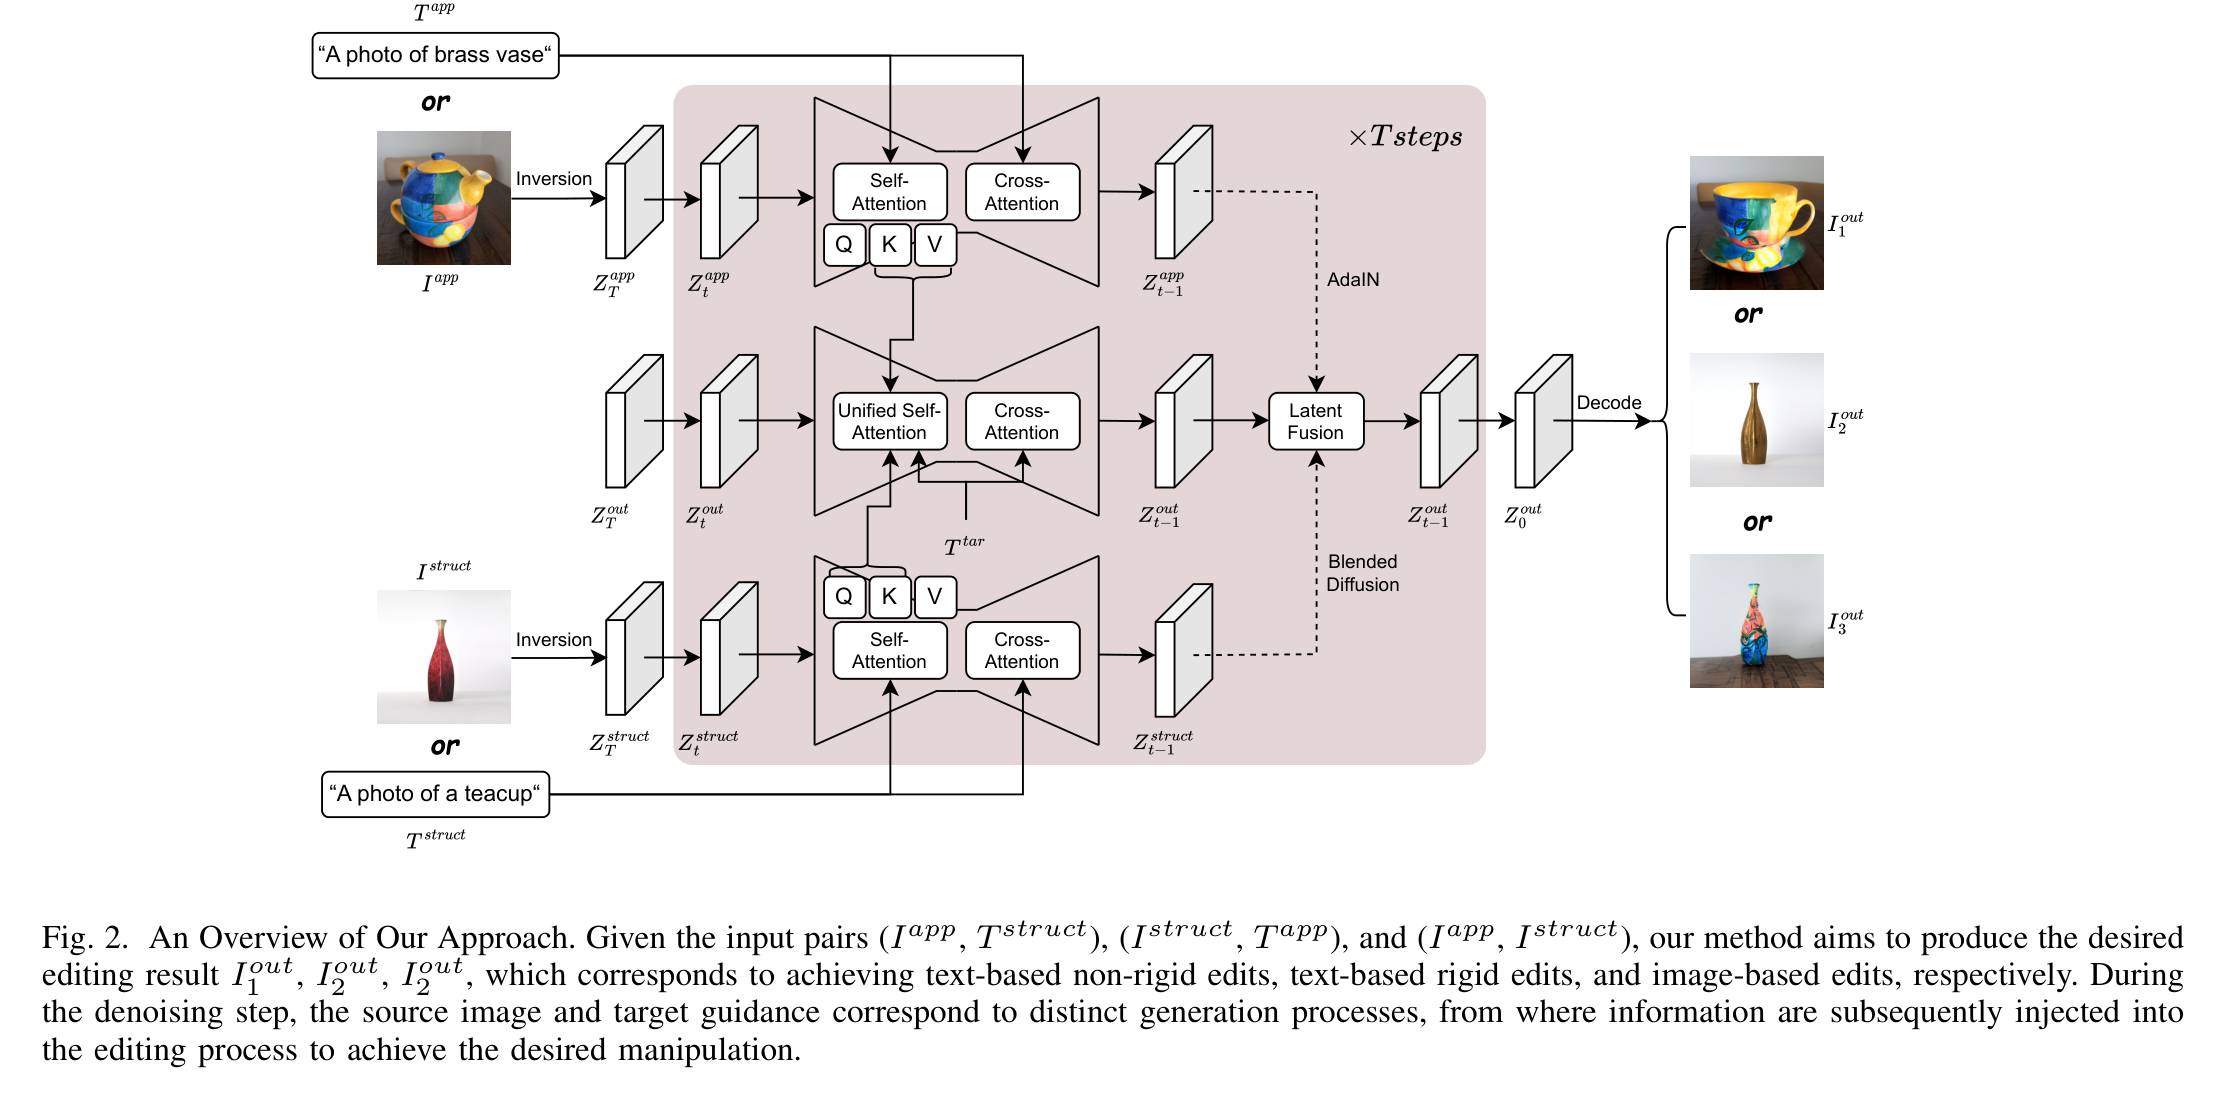 T^{app}
“A photo of brass vase“
or
Inversion
I^{app}
Z_T^{app}
Z_t^{app}
Self-
Attention
Cross-
Attention
Q K V
Z_{t-1}^{app}
×Tsteps
AdaIN
Z_T^{out}
Z_t^{out}
Unified Self-
Attention
Cross-
Attention
T^{tar}
Z_{t-1}^{out}
Latent
Fusion
Z_{t-1}^{out}
Z_0^{out}
Decode
Blended
Diffusion
I^{struct}
Inversion
or
“A photo of a teacup“
T^{struct}
Z_T^{struct}
Z_t^{struct}
Q K V
Self-
Attention
Cross-
Attention
Z_{t-1}^{struct}
I_1^{out}
or
I_2^{out}
or
I_3^{out}
Fig. 2. An Overview of Our Approach. Given the input pairs (I^{app}, T^{struct}), (I^{struct}, T^{app}), and (I^{app}, I^{struct}), our method aims to produce the desired
editing result I_1^{out}, I_2^{out}, I_2^{out}, which corresponds to achieving text-based non-rigid edits, text-based rigid edits, and image-based edits, respectively. During
the denoising step, the source image and target guidance correspond to distinct generation processes, from where information are subsequently injected into
the editing process to achieve the desired manipulation.